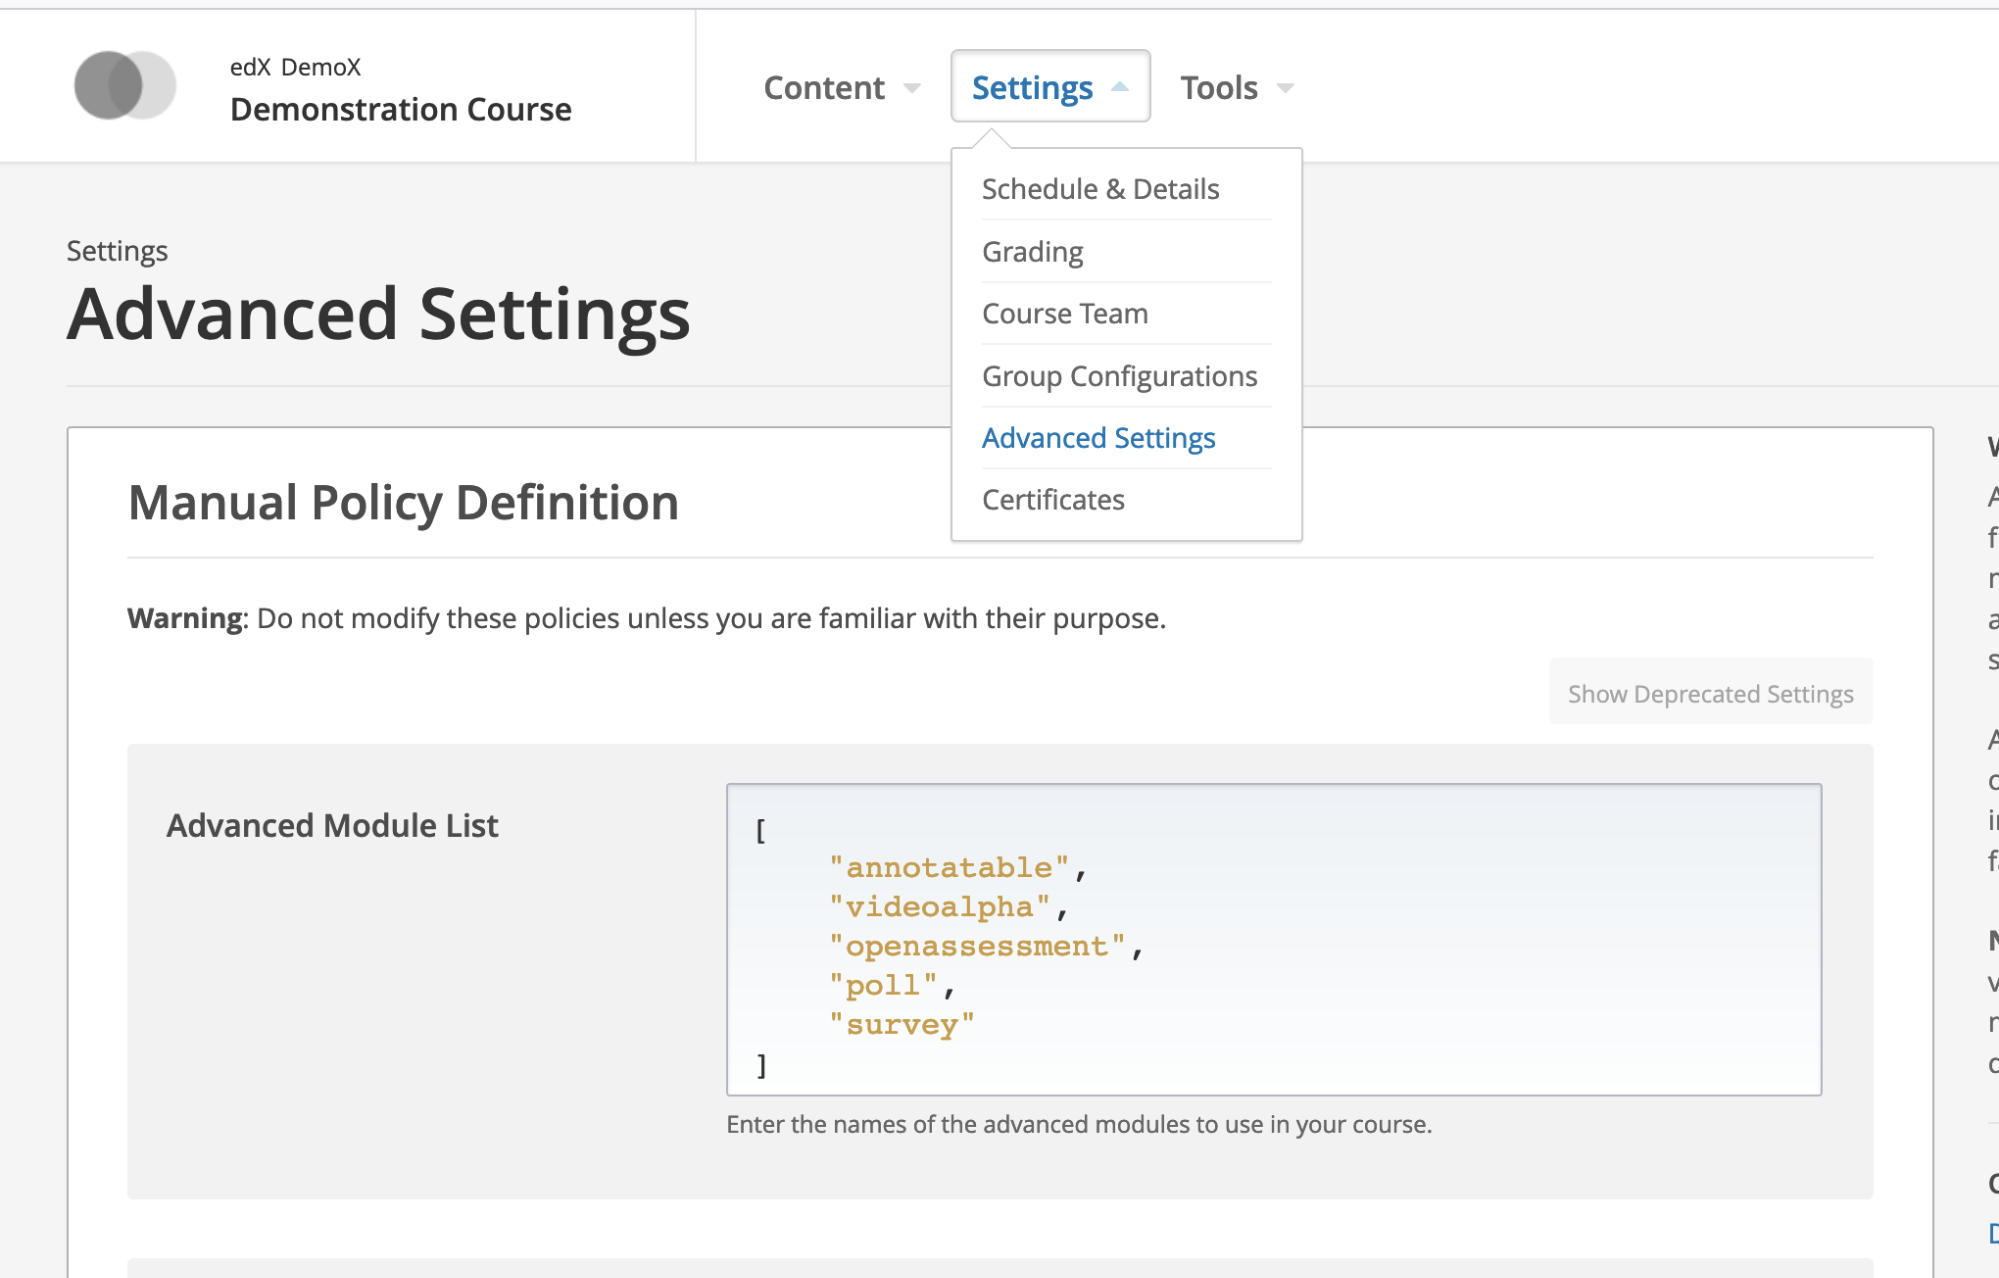 edX DemoX
Demonstration Course
Content
Settings
Tools
Schedule & Details
Grading
Course Team
Group Configurations
Advanced Settings
Certificates
Settings
Advanced Settings
Manual Policy Definition
Warning: Do not modify these policies unless you are familiar with their purpose.
Show Deprecated Settings
Advanced Module List
[
"annotatable",
"videoalpha",
"openassessment",
"poll",
"survey"
]
Enter the names of the advanced modules to use in your course.